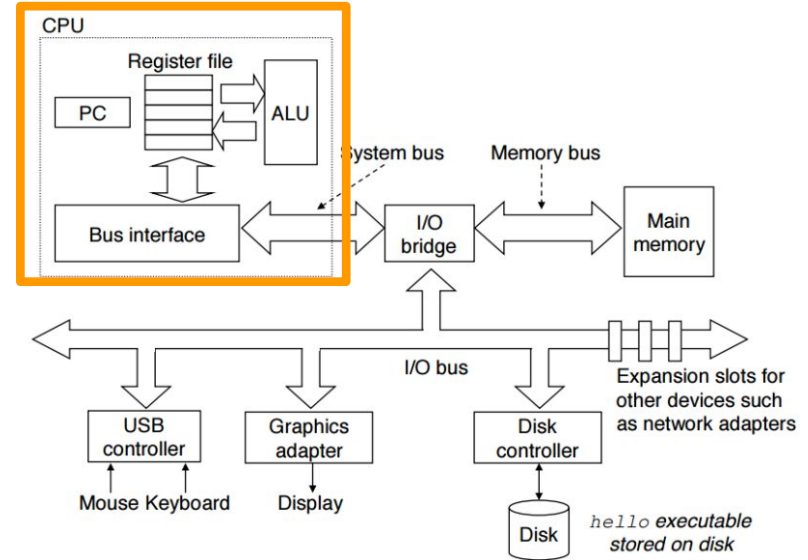 CPU
Register file
PC
ALU
System bus
Memory bus
Bus interface
I/O
bridge
Main
memory
I/O bus
Expansion slots for
other devices such
as network adapters
USB
controller
Graphics
adapter
Disk
controller
Mouse Keyboard
Display
Disk
hello executable
stored on disk